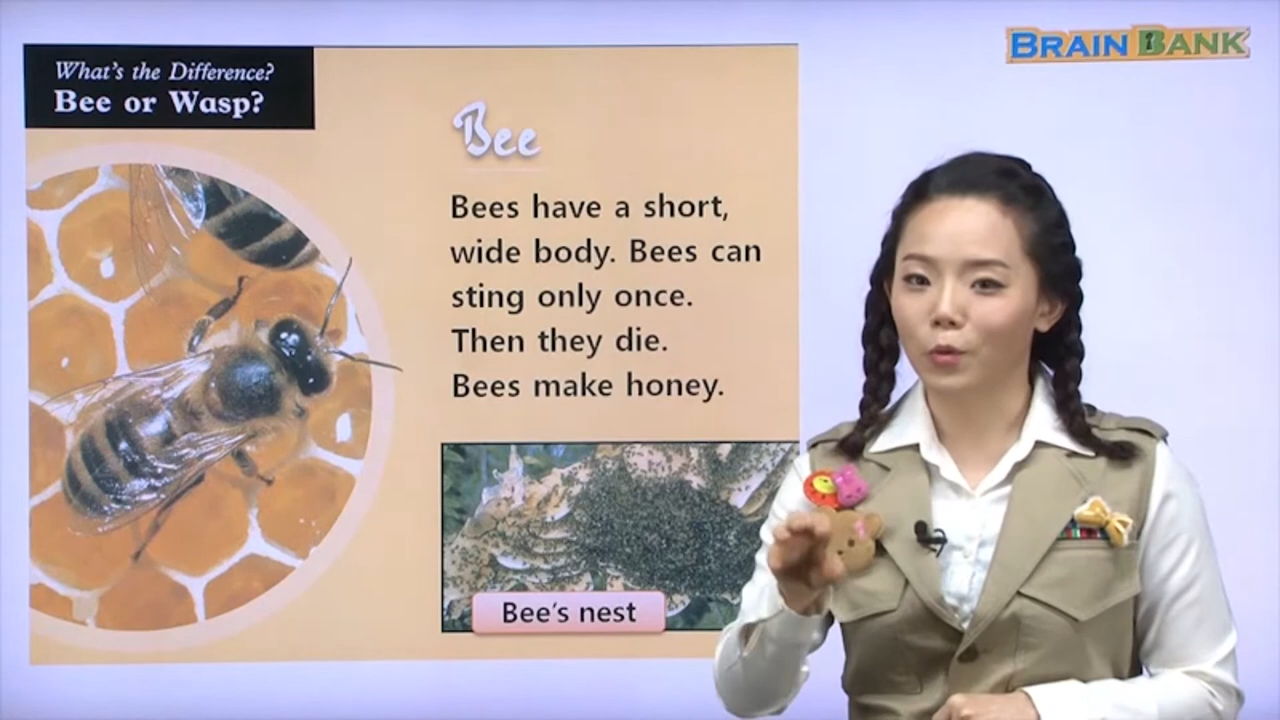 What's the Difference?
Bee or Wasp?
BRAIN BANK
Bee
Bees have a short,
wide body. Bees can
sting only once.
Then they die.
Bees make honey.
Bee's nest